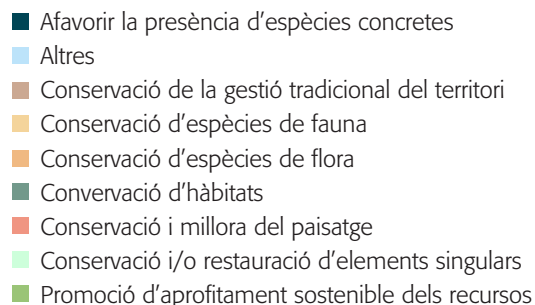 Afavorir la presència d’espècies concretes
Altres
Conservació de la gestió tradicional del territori
Conservació d’espècies de fauna
Conservació d’espècies de flora
Convervació d’hàbitats
Conservació i millora del paisatge
Conservació i/o restauració d’elements singulars
Promoció d’aprofitament sostenible dels recursos